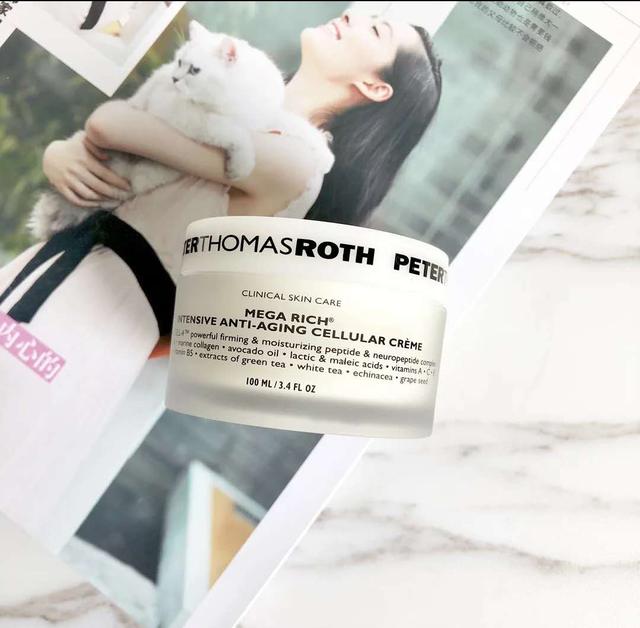 THOMASROTH PETER
CLINICAL SKIN CARE
MEGA RICH®
INTENSIVE ANTI-AGING CELLULAR CRÈME
powerful firming & moisturizing peptide & neuropeptide complex
marine collagen • avocado oil • lactic & maleic acids • vitamins A • C •
B5 • extracts of green tea • white tea • echinacea • grape seed
100 ML / 3.4 FL OZ
内心的